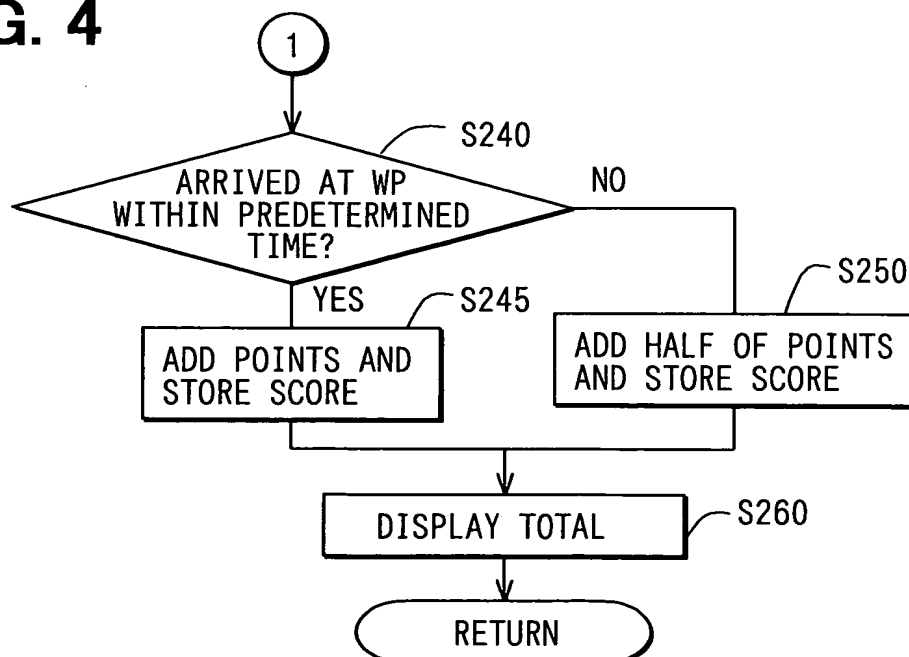 G. 4
1
S240
ARRIVED AT WP
WITHIN PREDETERMINED
TIME?
NO
YES
S245
S250
ADD POINTS AND
STORE SCORE
ADD HALF OF POINTS
AND STORE SCORE
DISPLAY TOTAL
S260
RETURN